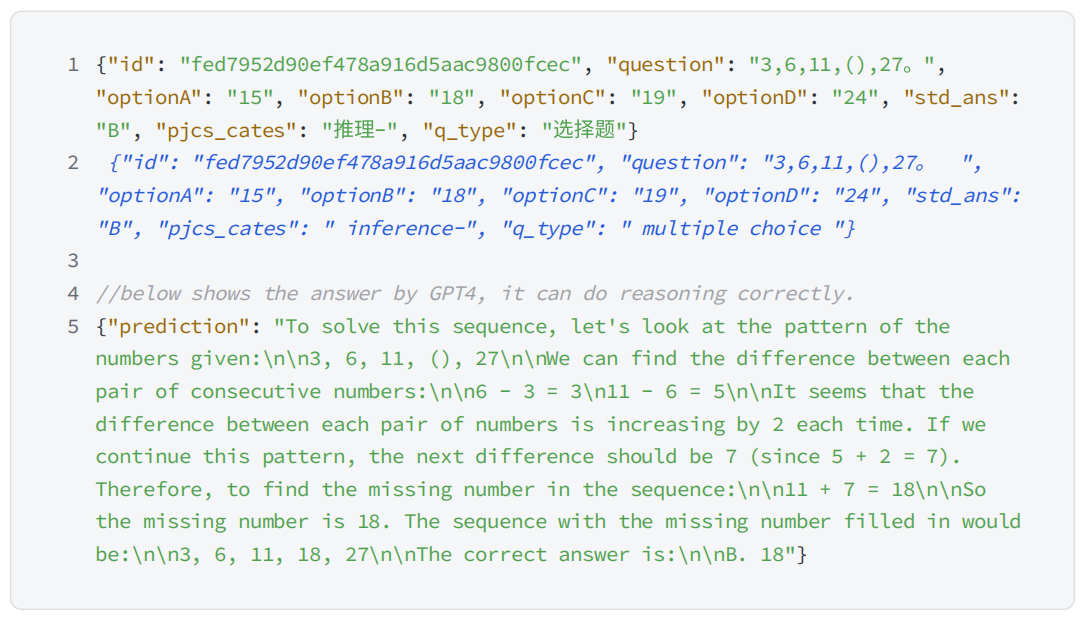 1 {"id": "fed7952d90ef478a916d5aac9800fcec", "question": "3,6,11,(),27。",
"optionA": "15", "optionB": "18", "optionC": "19", "optionD": "24", "std_ans":
"B", "pjcs_cates": "推理-", "q_type": "选择题"}
2 {"id": "fed7952d90ef478a916d5aac9800fcec", "question": "3,6,11,(),27。 ",
"optionA": "15", "optionB": "18", "optionC": "19", "optionD": "24", "std_ans":
"B", "pjcs_cates": " inference-", "q_type": " multiple choice "}
3
4 //below shows the answer by GPT4, it can do reasoning correctly.
5 {"prediction": "To solve this sequence, let's look at the pattern of the
numbers given:\n\n3, 6, 11, (), 27\n\nWe can find the difference between each
pair of consecutive numbers:\n\n6 - 3 = 3\n11 - 6 = 5\n\nIt seems that the
difference between each pair of numbers is increasing by 2 each time. If we
continue this pattern, the next difference should be 7 (since 5 + 2 = 7).
Therefore, to find the missing number in the sequence:\n\n11 + 7 = 18\n\nSo
the missing number is 18. The sequence with the missing number filled in would
be:\n\n3, 6, 11, 18, 27\n\nThe correct answer is:\n\nB. 18"}